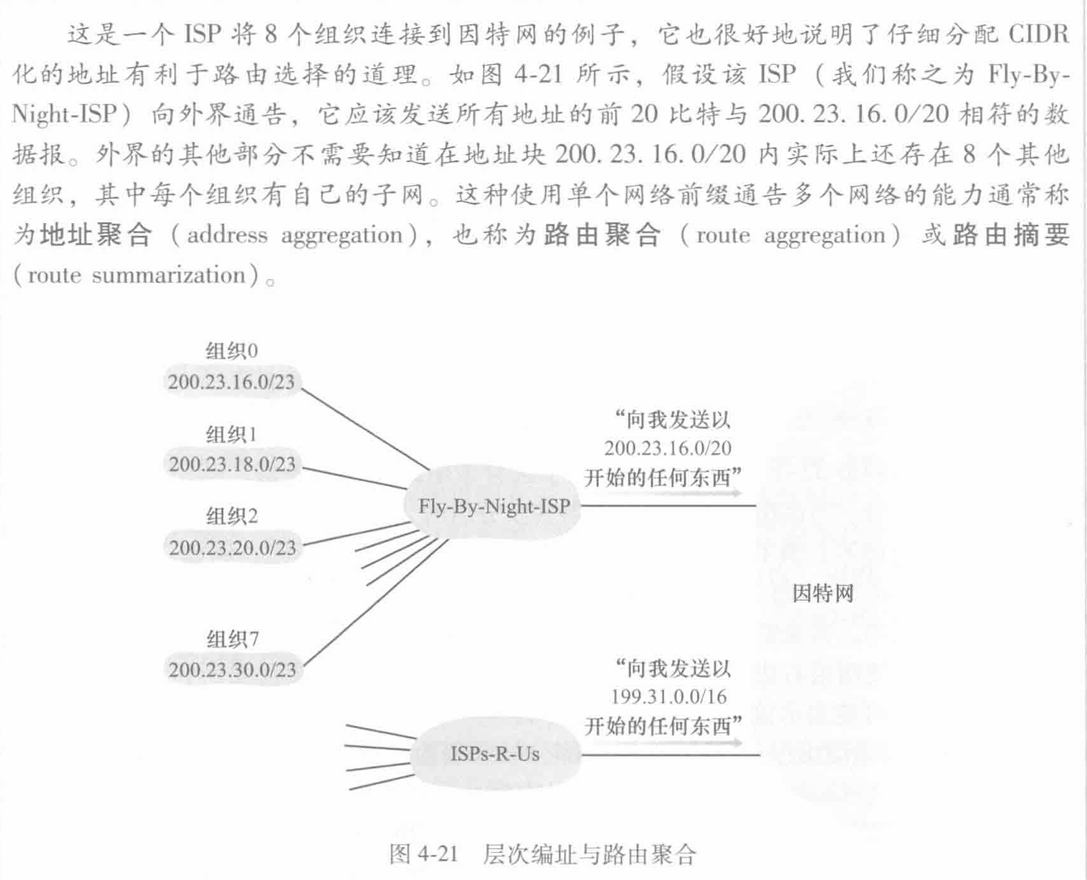 这是一个 ISP 将 8 个组织连接到因特网的例子，它也很好地说明了仔细分配 CIDR
化的地址有利于路由选择的道理。如图 4-21 所示，假设该 ISP（我们称之为 Fly-By-
Night-ISP）向外界通告，它应该发送所有地址的前 20 比特与 200. 23. 16. 0/20 相符的数
据报。外界的其他部分不需要知道在地址块 200. 23. 16. 0/20 内实际上还存在 8 个其他
组织，其中每个组织有自己的子网。这种使用单个网络前缀通告多个网络的能力通常称
为地址聚合（address aggregation），也称为路由聚合（route aggregation）或路由摘要
（route summarization）。
组织0
200.23.16.0/23
组织1
200.23.18.0/23
组织2
200.23.20.0/23
组织7
200.23.30.0/23
Fly-By-Night-ISP
“向我发送以
200.23.16.0/20
开始的任何东西”
因特网
ISPs-R-Us
“向我发送以
199.31.0.0/16
开始的任何东西”
图 4-21 层次编址与路由聚合